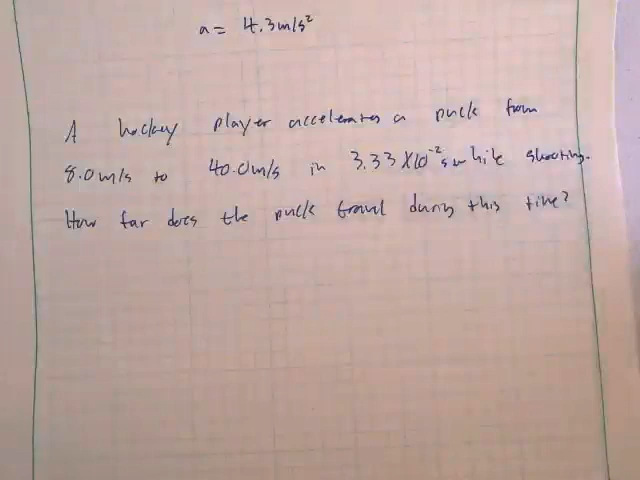 a = 4.3 m/s²
A hockey player accelerates a puck from
8.0 m/s to 40.0 m/s in 3.33 X10⁻² s while shooting.
How far does the puck travel during this time?